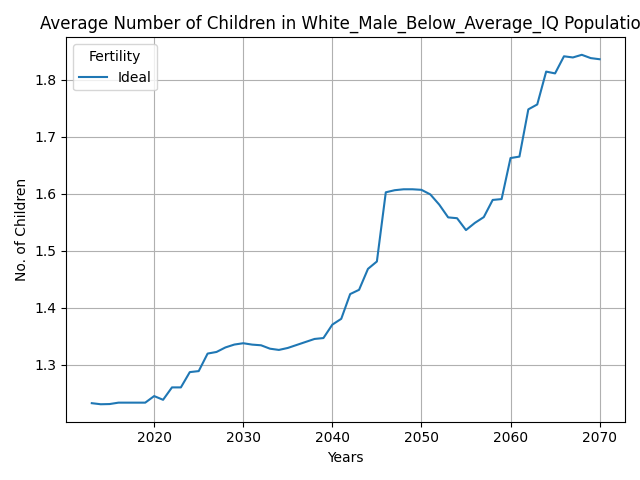 Average Number of Children in White_Male_Below_Average_IQ Populatio
Fertility
Ideal
No. of Children
1.8
1.7
1.6
1.5
1.4
1.3
2020 2030 2040 2050 2060 2070
Years